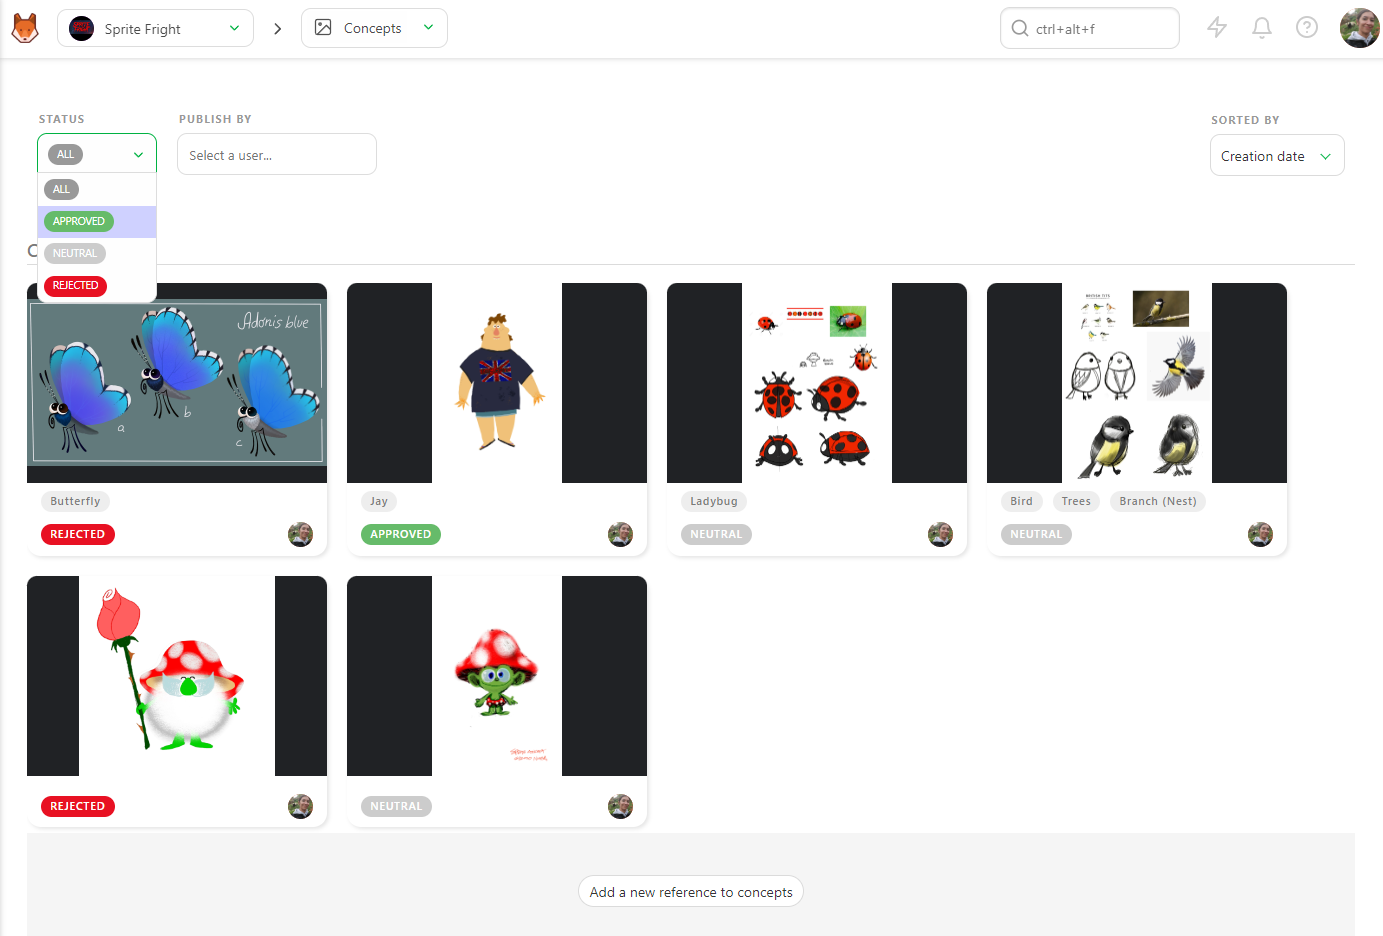 Sprite Fright
Concepts
ctrl+alt+f
STATUS
PUBLISH BY
SORTED BY
ALL
Select a user...
Creation date
ALL
APPROVED
NEUTRAL
REJECTED
Adonis blue
a
b
c
Butterfly
REJECTED
Jay
APPROVED
Ladybug
NEUTRAL
Bird
Trees
Branch (Nest)
NEUTRAL
REJECTED
NEUTRAL
Add a new reference to concepts